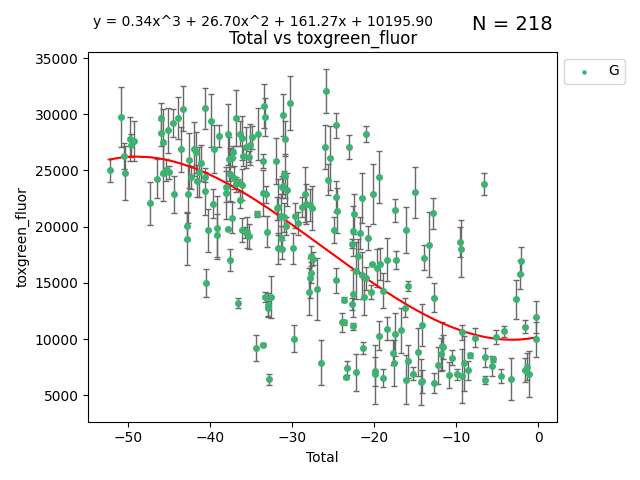 y = 0.34x^3 + 26.70x^2 + 161.27x + 10195.90
N = 218
Total vs toxgreen_fluor
G
toxgreen_fluor
35000
30000
25000
20000
15000
10000
5000
−50 −40 −30 −20 −10 0
Total